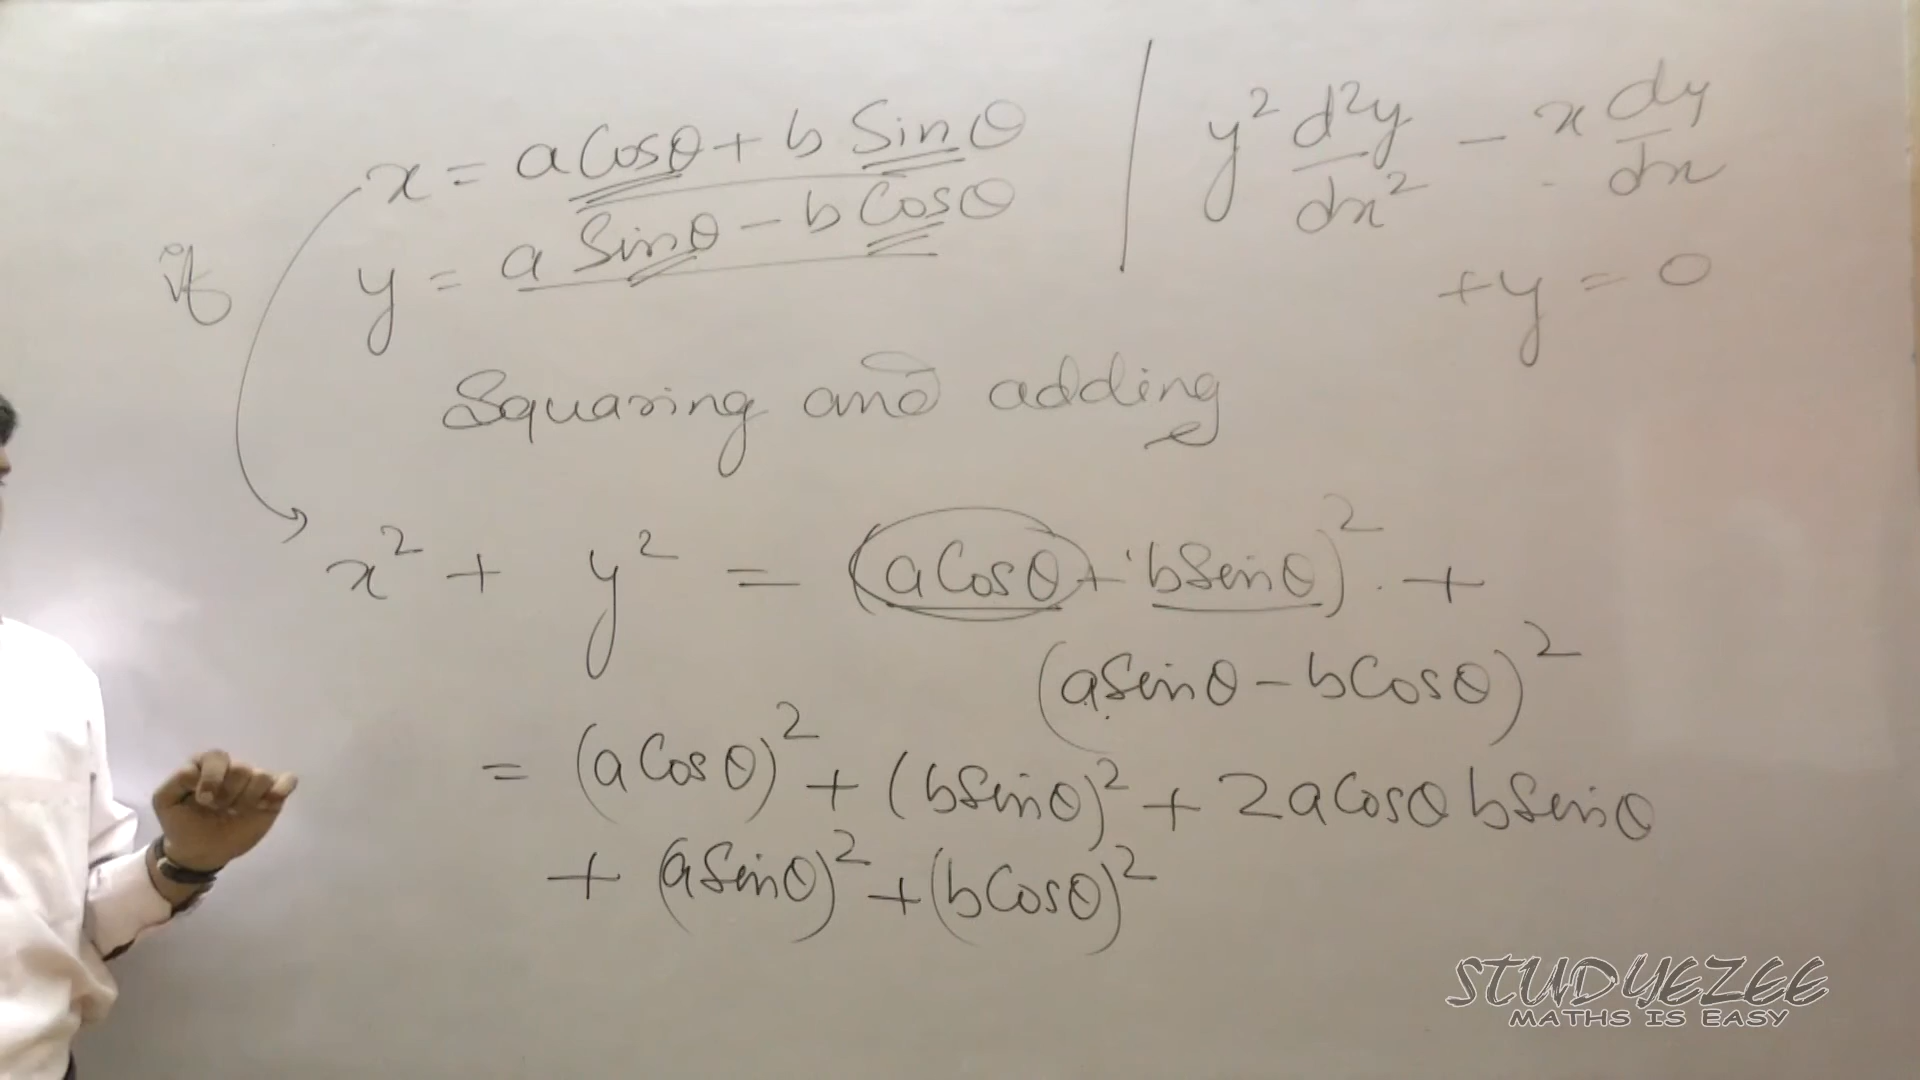 if
x = a Cosθ + b Sinθ
y = a Sinθ - b Cosθ
y² d²y/dx² - x dy/dx
+ y = 0
Squaring and adding
x² + y² = (a Cosθ + b Sinθ)² +
(a Sinθ - b Cosθ)²
= (a Cosθ)² + (b Sinθ)² + 2 a Cosθ b Sinθ
+ (a Sinθ)² + (b Cosθ)²
STUDYEZEE
MATHS IS EASY